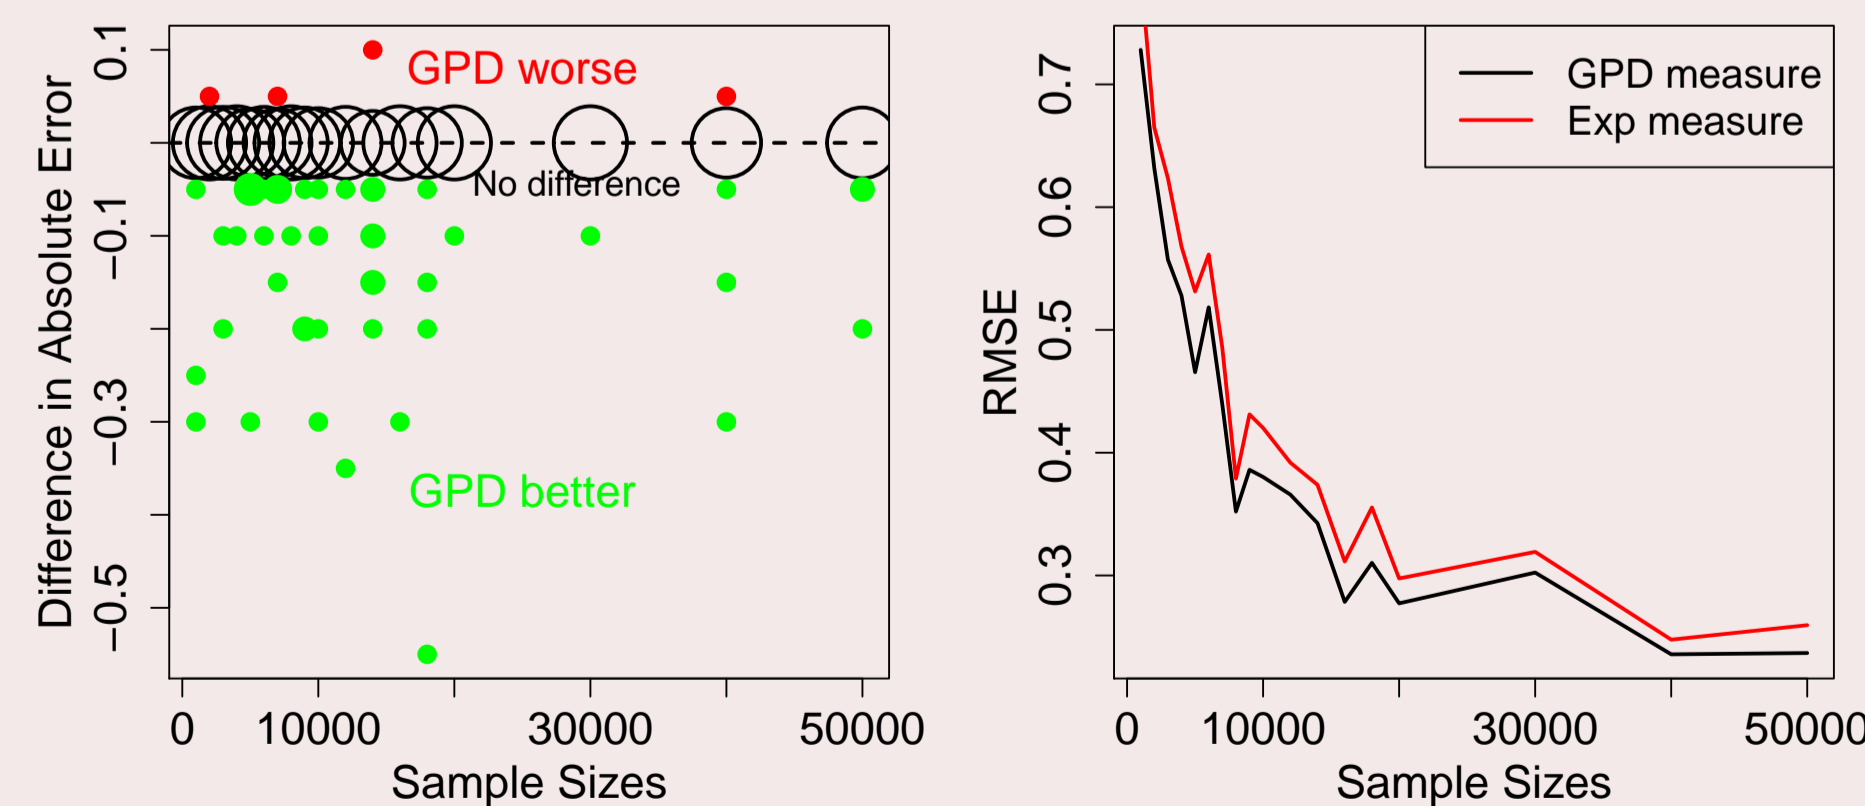 Difference in Absolute Error
0.1
−0.1
−0.3
−0.5
GPD worse
No difference
GPD better
0
10000
30000
50000
Sample Sizes
RMSE
0.7
0.6
0.5
0.4
0.3
GPD measure
Exp measure
0
10000
30000
50000
Sample Sizes